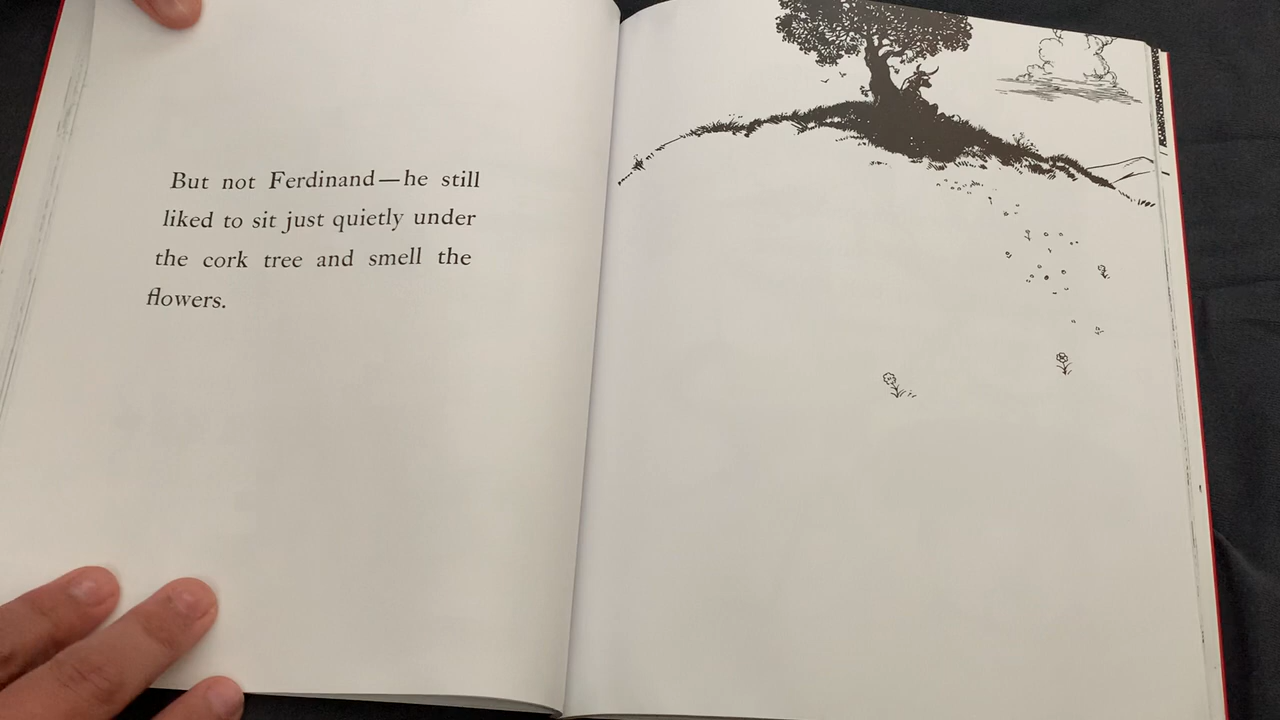 But not Ferdinand—he still
liked to sit just quietly under
the cork tree and smell the
flowers.